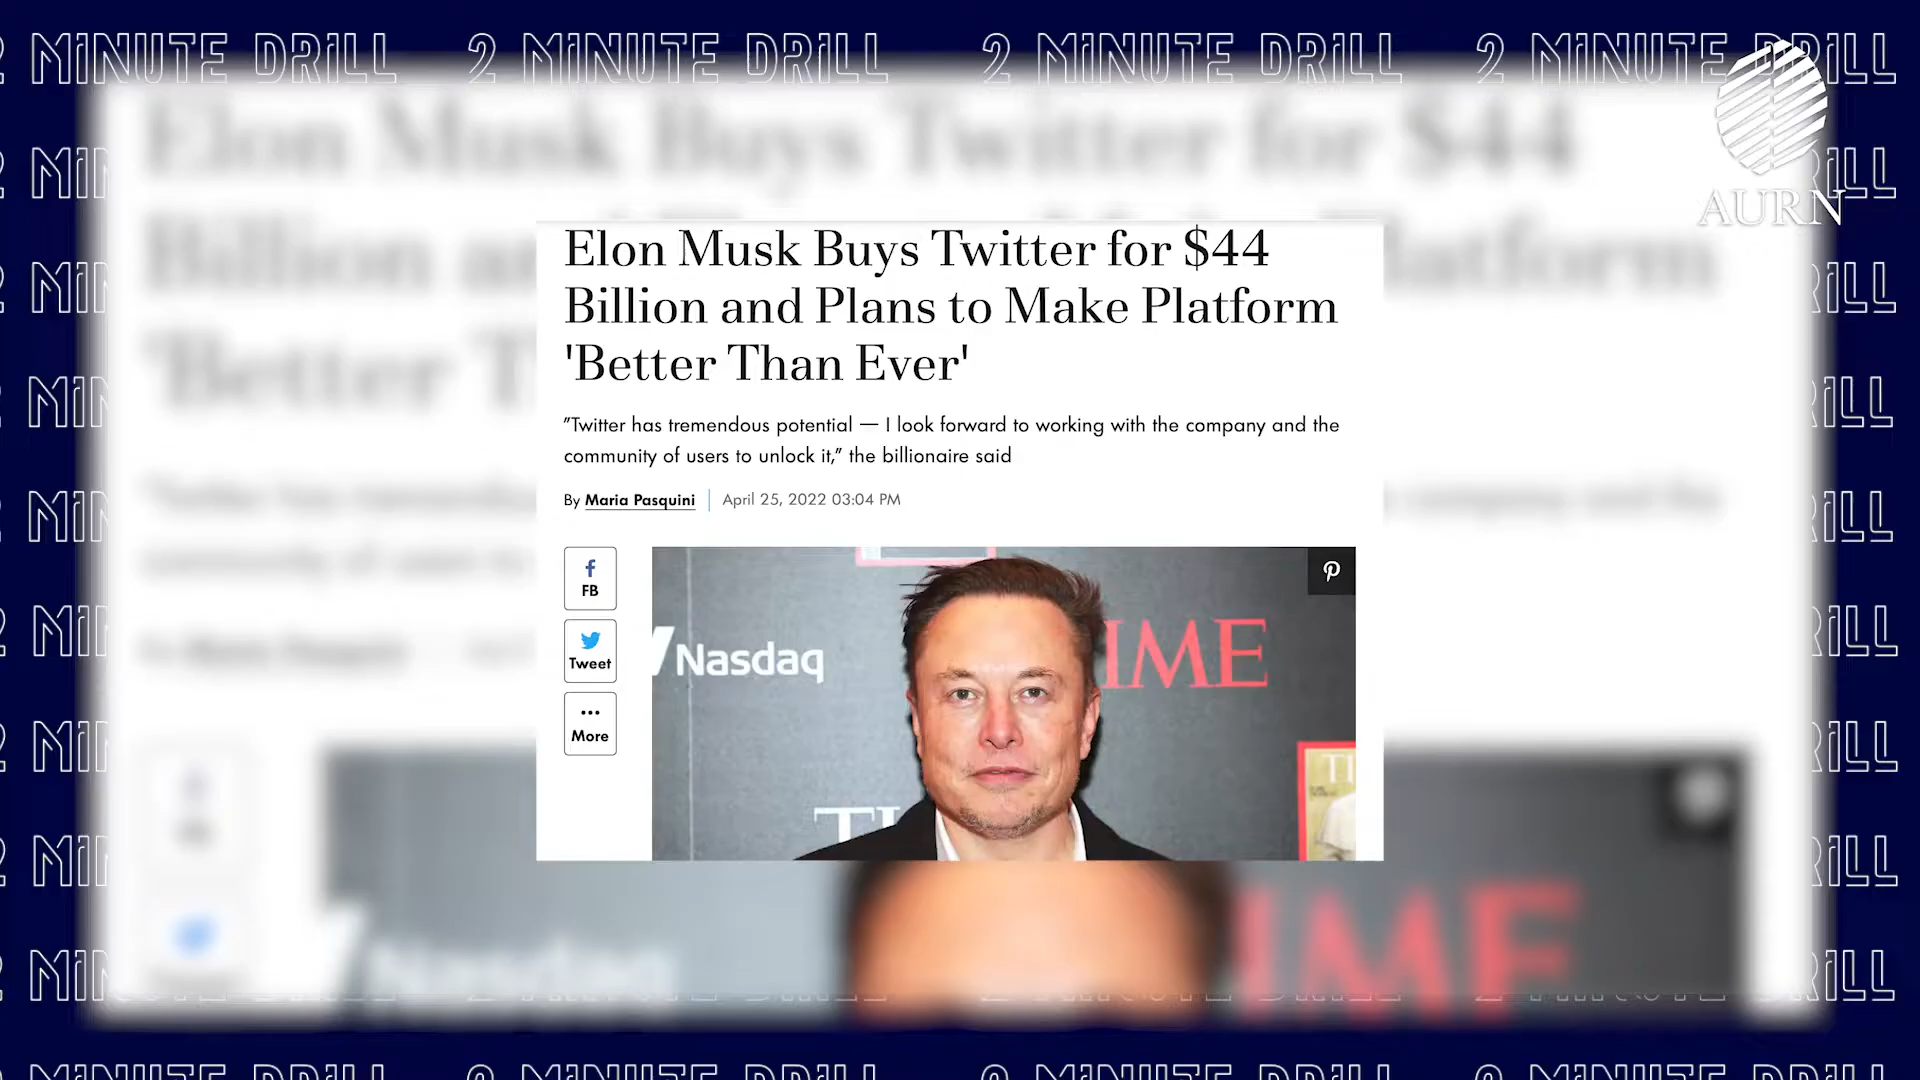 2 MINUTE DRILL 2 MINUTE DRILL 2 MINUTE DRILL 2 MINUTE DRILL
AURN
Elon Musk Buys Twitter for $44
Billion and Plans to Make Platform
'Better Than Ever'
"Twitter has tremendous potential — I look forward to working with the company and the
community of users to unlock it," the billionaire said
By Maria Pasquini | April 25, 2022 03:04 PM
FB
Tweet
More
Nasdaq
TIME